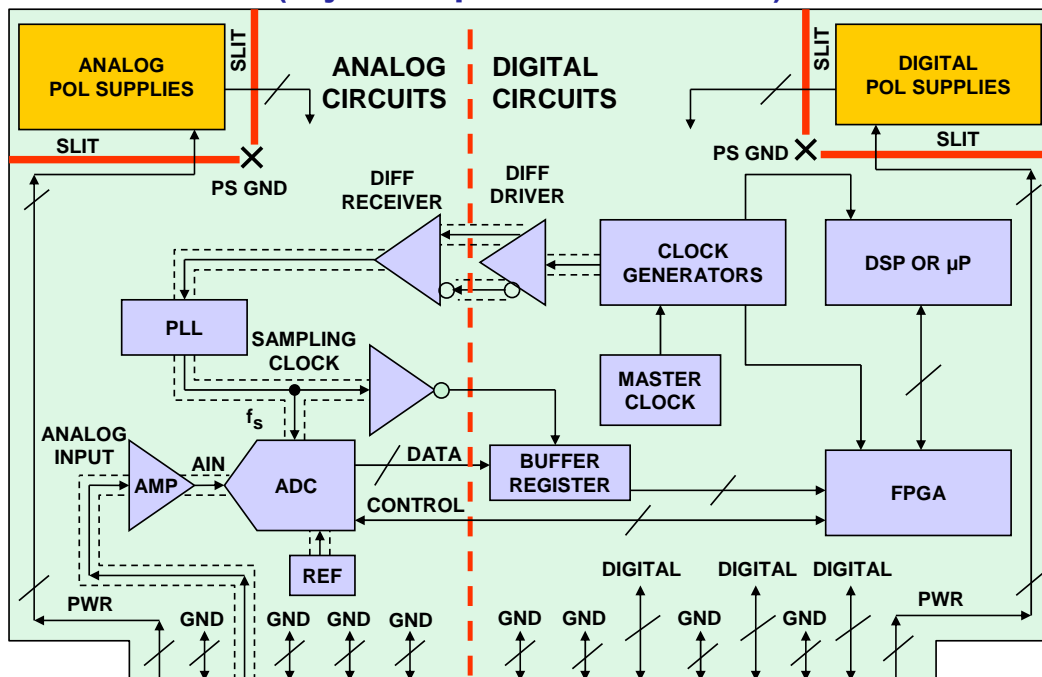 SLIT
ANALOG
POL SUPPLIES
SLIT
PS GND
ANALOG
CIRCUITS
DIGITAL
CIRCUITS
SLIT
DIGITAL
POL SUPPLIES
SLIT
PS GND
DIFF
RECEIVER
DIFF
DRIVER
CLOCK
GENERATORS
DSP OR µP
PLL
SAMPLING
CLOCK
MASTER
CLOCK
fs
ANALOG
INPUT
AMP
AIN
ADC
DATA
BUFFER
REGISTER
FPGA
CONTROL
REF
PWR
GND
GND
GND
GND
GND
GND
DIGITAL
GND
DIGITAL
GND
DIGITAL
PWR